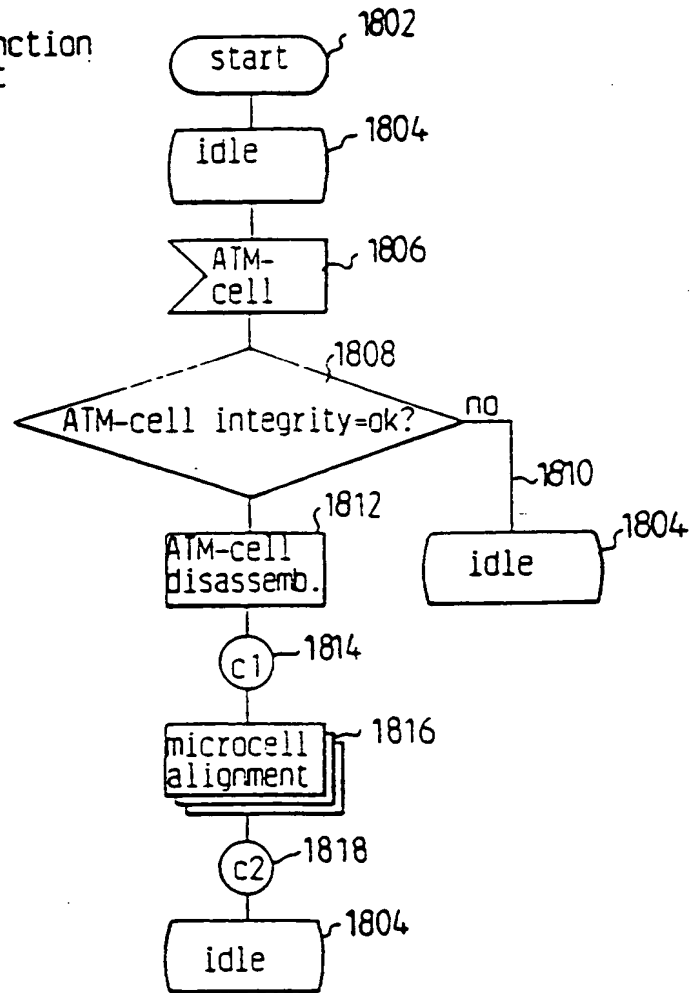 nction
start
1802
idle
1804
ATM-
cell
1806
1808
ATM-cell integrity=ok?
no
1810
1812
ATM-cell
disassemb.
1804
idle
c1
1814
microcell
alignment
1816
c2
1818
1804
idle